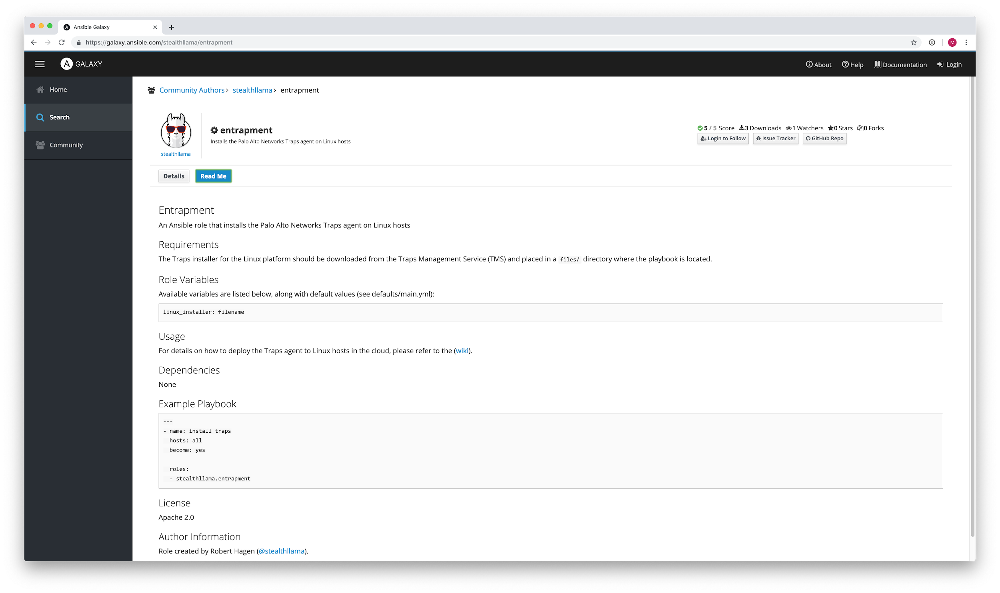 Ansible Galaxy
https://galaxy.ansible.com/stealthllama/entrapment
M
A GALAXY
About Help Documentation Login
Home
Search
Community
Community Authors > stealthllama > entrapment
stealthllama
entrapment
Installs the Palo Alto Networks Traps agent on Linux hosts
5 / 5 Score 3 Downloads 1 Watchers 0 Stars 0 Forks
Login to Follow Issue Tracker GitHub Repo
Details Read Me
Entrapment
An Ansible role that installs the Palo Alto Networks Traps agent on Linux hosts
Requirements
The Traps installer for the Linux platform should be downloaded from the Traps Management Service (TMS) and placed in a files/ directory where the playbook is located.
Role Variables
Available variables are listed below, along with default values (see defaults/main.yml):
linux_installer: filename
Usage
For details on how to deploy the Traps agent to Linux hosts in the cloud, please refer to the (wiki).
Dependencies
None
Example Playbook
---
- name: install traps
hosts: all
become: yes
roles:
- stealthllama.entrapment
License
Apache 2.0
Author Information
Role created by Robert Hagen (@stealthllama).